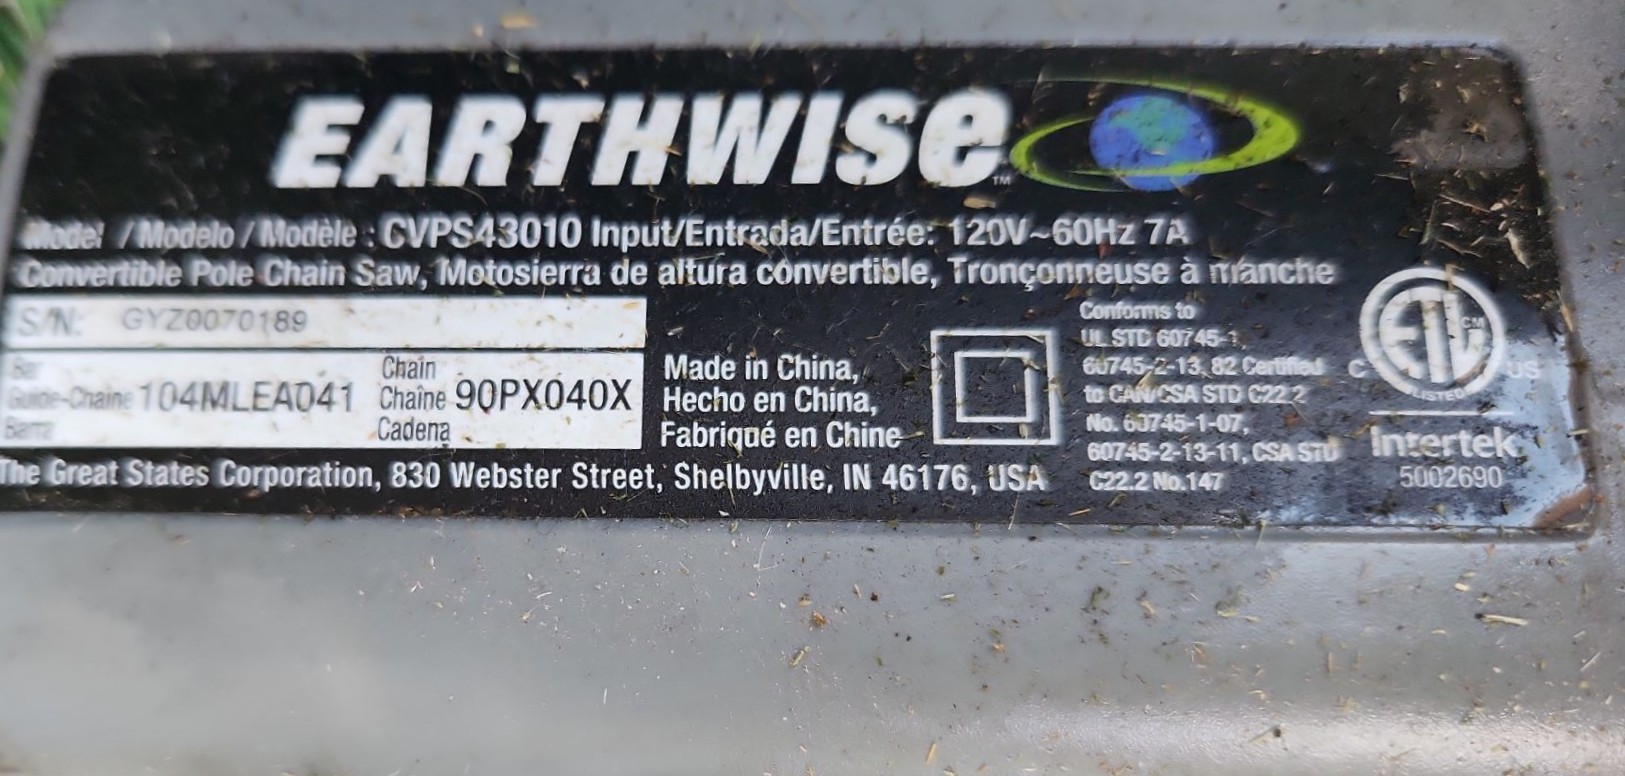 EARTHWISE™
Model / Modelo / Modèle : CVPS43010 Input/Entrada/Entrée: 120V~60Hz 7A
Convertible Pole Chain Saw, Motosierra de altura convertible, Tronçonneuse à manche
S/N: GYZ0070189
Bar
Guide-Chaine 104MLEA041
Barra
Chain
Chaîne 90PX040X
Cadena
Made in China,
Hecho en China,
Fabriqué en Chine
Conforms to
UL STD 60745-1,
60745-2-13, 82 Certified
to CAN/CSA STD C22.2
No. 60745-1-07,
60745-2-13-11, CSA STD
C22.2 No.147
ETL CM
C US
LISTED
Intertek
5002690
The Great States Corporation, 830 Webster Street, Shelbyville, IN 46176, USA